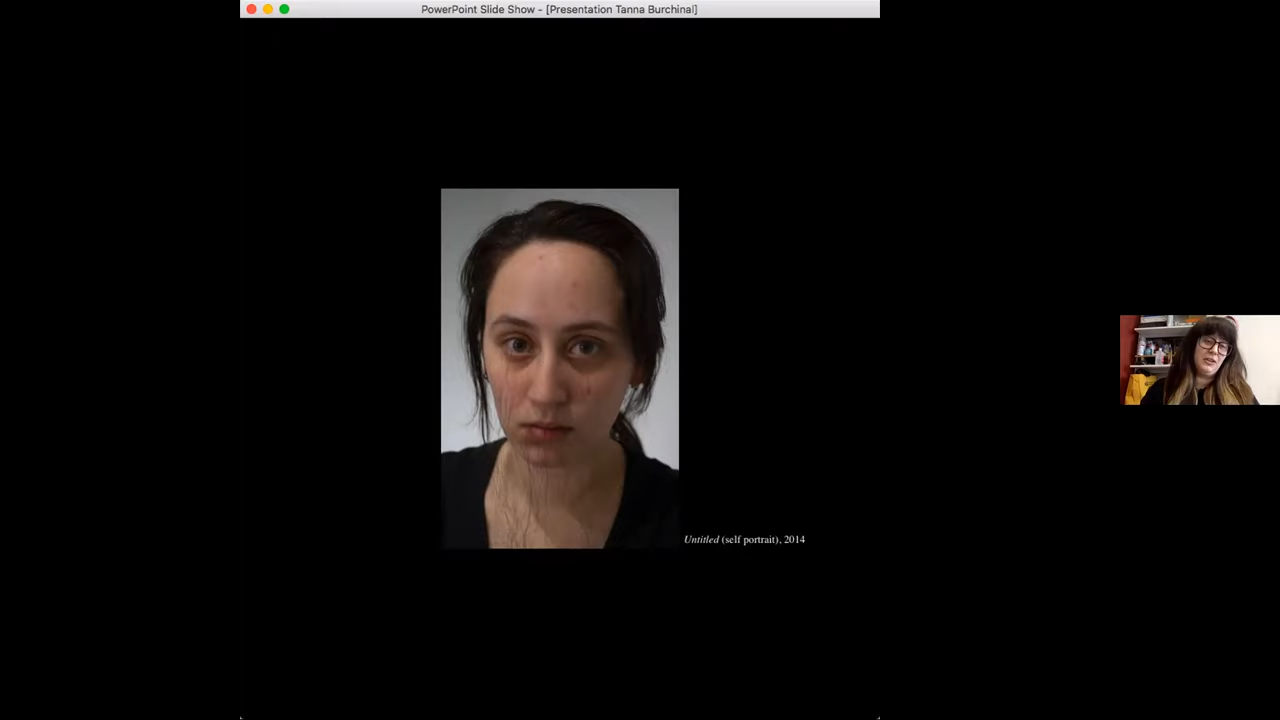 PowerPoint Slide Show - [Presentation Tanna Burchinal]
Untitled (self portrait), 2014